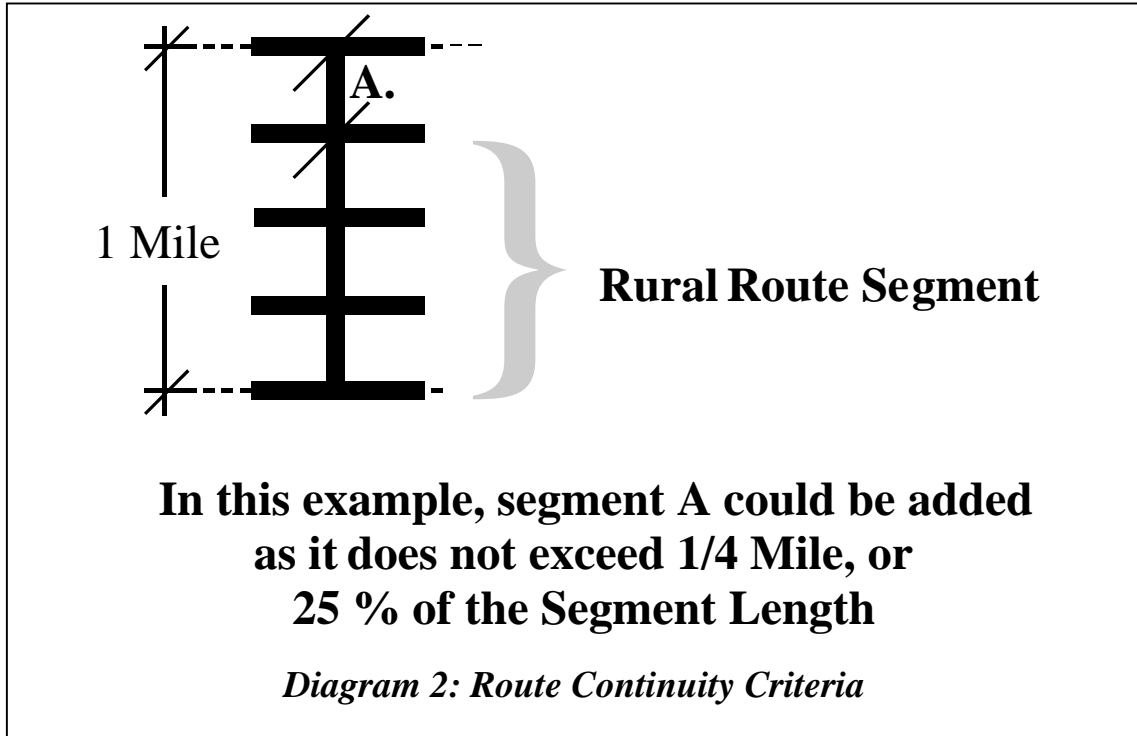 A.
1 Mile
Rural Route Segment
In this example, segment A could be added
as it does not exceed 1/4 Mile, or
25 % of the Segment Length
Diagram 2: Route Continuity Criteria